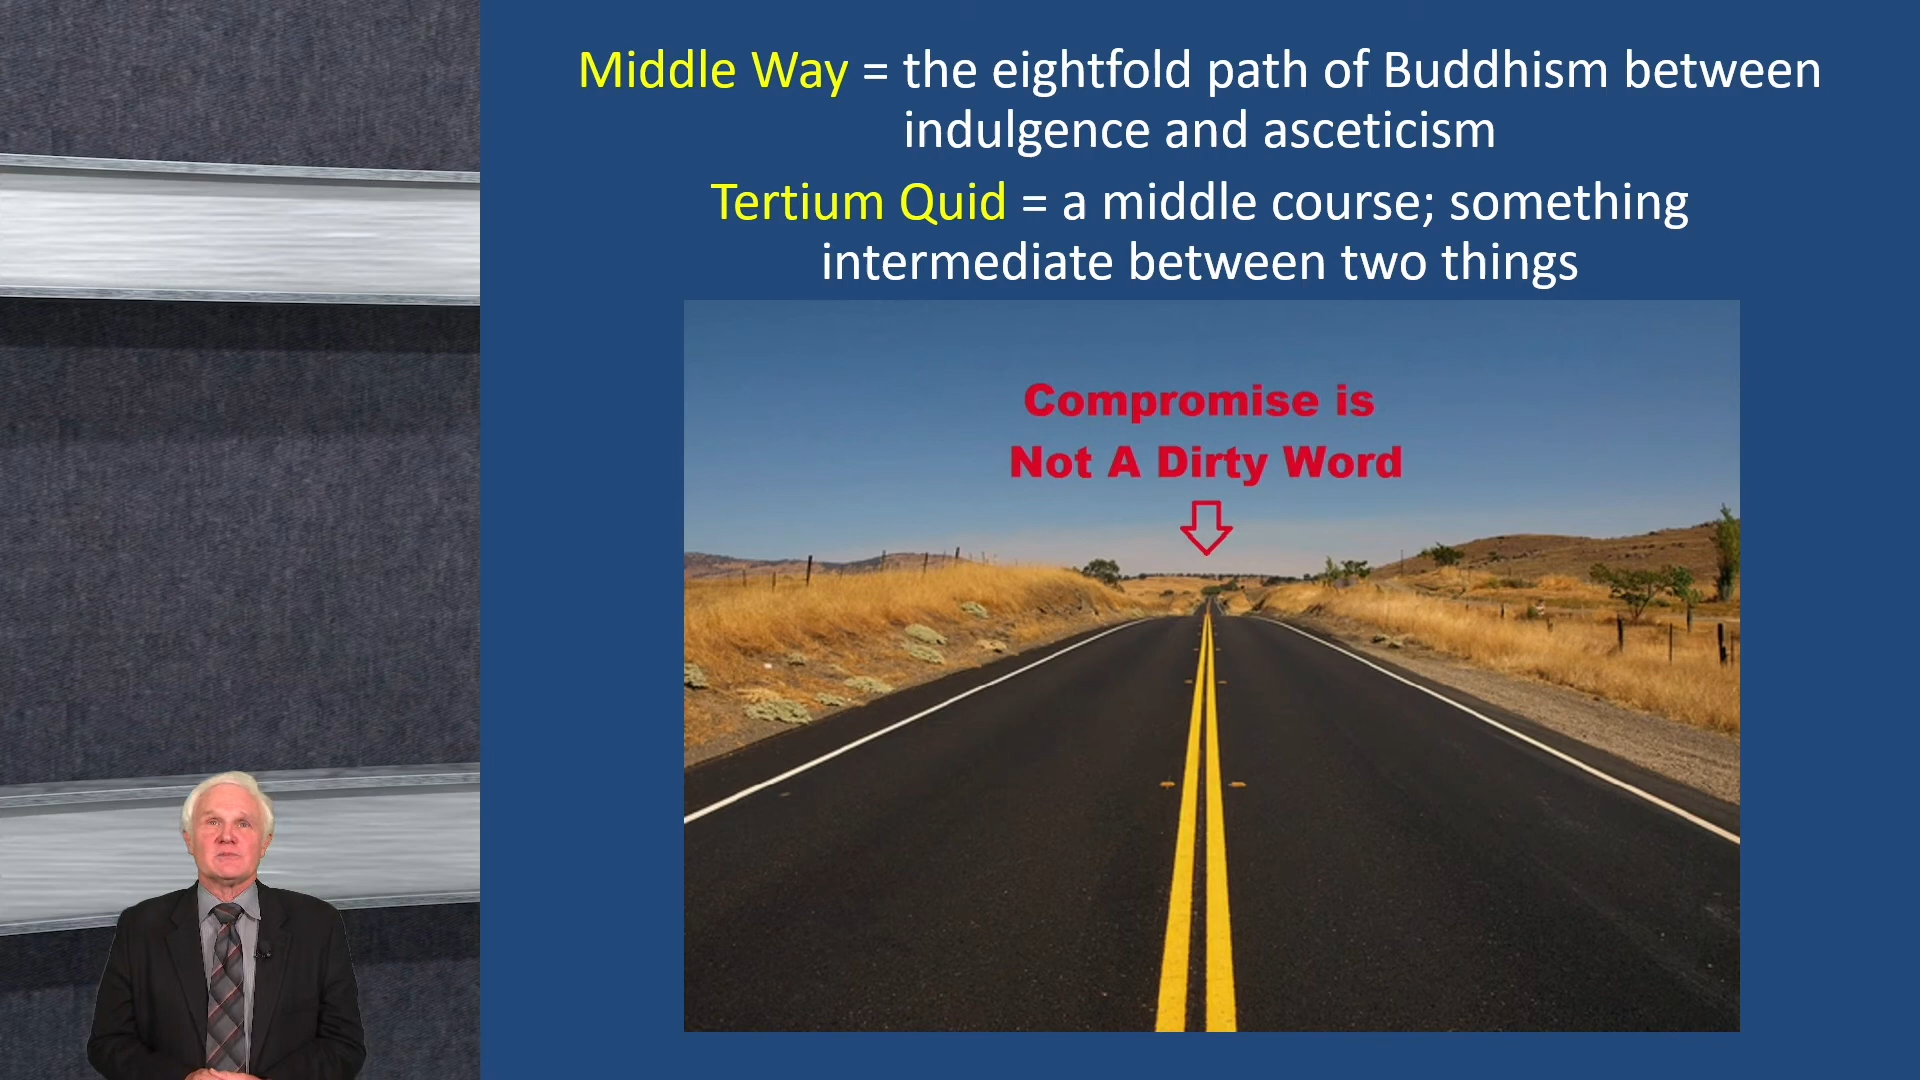 Middle Way = the eightfold path of Buddhism between
indulgence and asceticism
Tertium Quid = a middle course; something
intermediate between two things
Compromise is
Not A Dirty Word